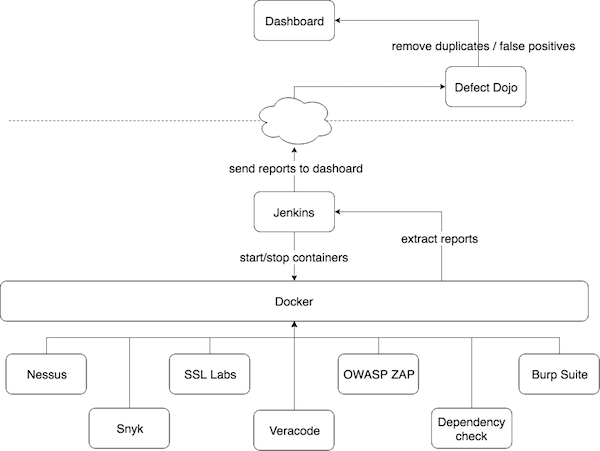 Dashboard
remove duplicates / false positives
Defect Dojo
send reports to dashoard
Jenkins
extract reports
start/stop containers
Docker
Nessus
SSL Labs
OWASP ZAP
Burp Suite
Snyk
Veracode
Dependency
check